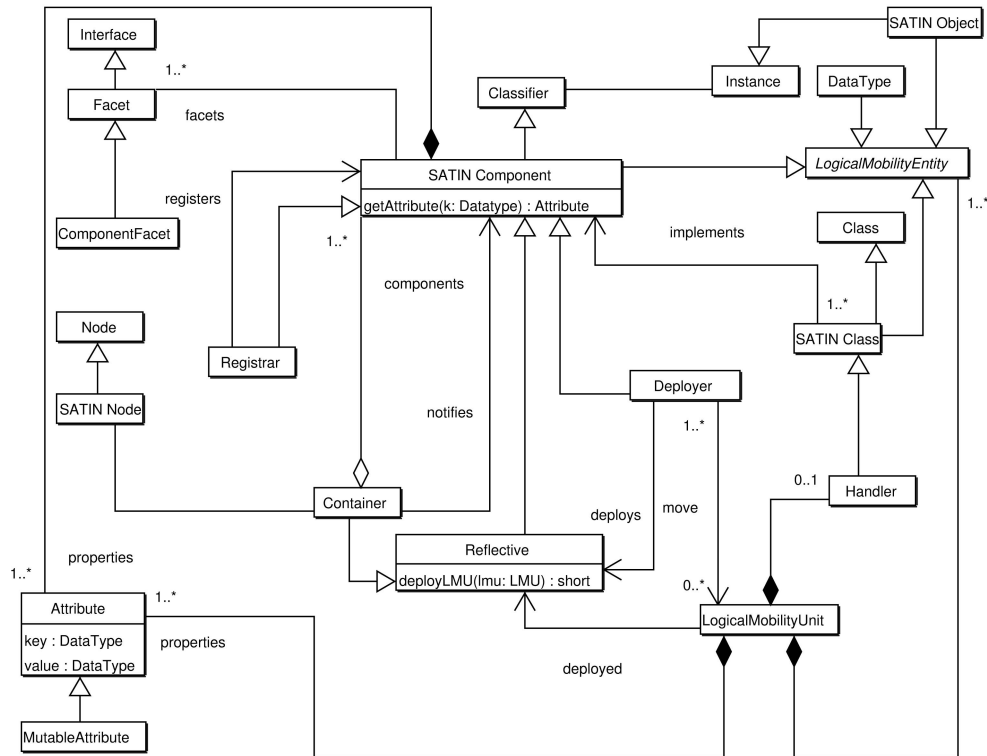 SATIN Object
Interface
1..*
Instance
DataType
Classifier
Facet
facets
LogicalMobilityEntity
SATIN Component
registers
getAttribute(k: Datatype) : Attribute
1..*
ComponentFacet
1..*
implements
Class
components
1..*
Node
SATIN Class
Registrar
Deployer
SATIN Node
notifies
1..*
0..1
Handler
Container
deploys
move
Reflective
properties
1..*
deployLMU(lmu: LMU) : short
0..*
Attribute
1..*
LogicalMobilityUnit
key : DataType
properties
value : DataType
deployed
MutableAttribute